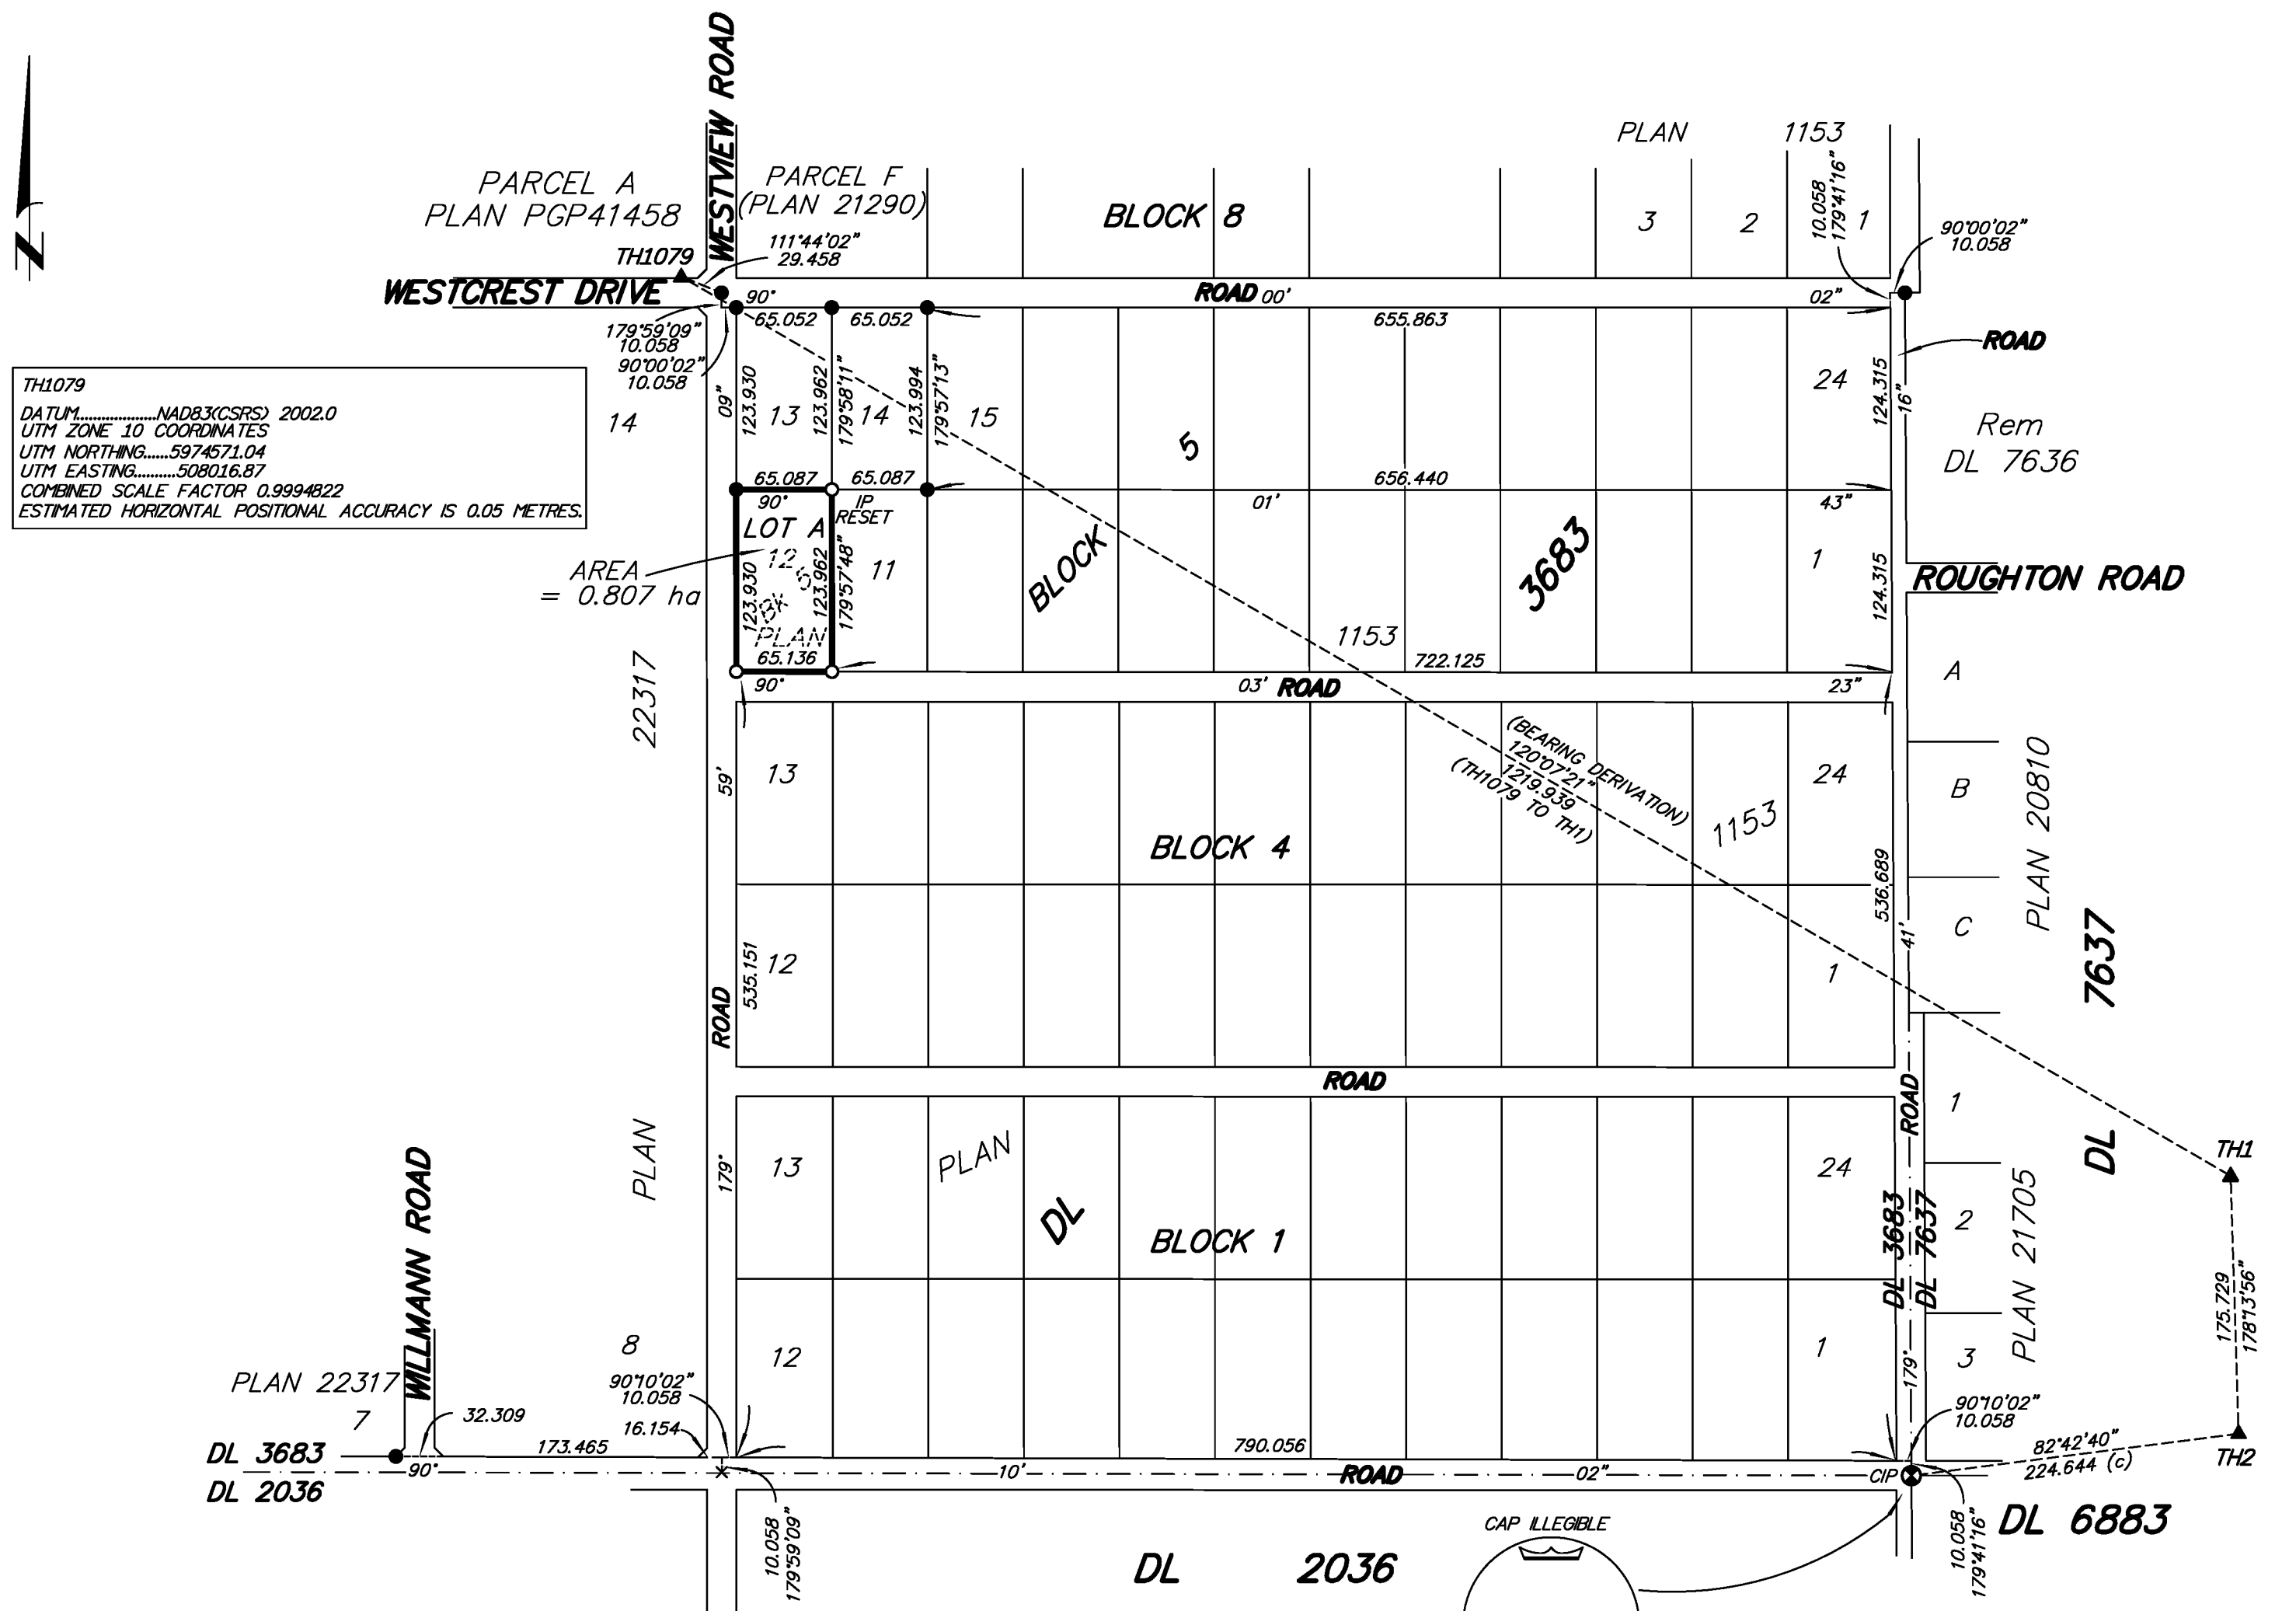 WESTVIEW ROAD
PLAN 1153
PARCEL A
PLAN PGP41458
PARCEL F
(PLAN 21290)
BLOCK 8
3
2
1
10.058
179°41'16"
90°00'02"
10.058
TH1079
111°44'02"
29.458
WESTCREST DRIVE
90°
ROAD
00'
02"
179°59'09"
10.058
90°00'02"
10.058
65.052
65.052
655.863
ROAD
TH1079
DATUM...................NAD83(CSRS) 2002.0
UTM ZONE 10 COORDINATES
UTM NORTHING......5974571.04
UTM EASTING..........508016.87
COMBINED SCALE FACTOR 0.9994822
ESTIMATED HORIZONTAL POSITIONAL ACCURACY IS 0.05 METRES.
14
09"
123.930
13
123.962
179°58'11"
14
123.994
179°57'13"
15
5
24
124.315
16"
Rem
DL 7636
65.087
65.087
656.440
90°
IP
RESET
01'
43"
LOT A
AREA
= 0.807 ha
12
BK 5
PLAN
123.930
123.962
179°57'48"
11
BLOCK
3683
1
124.315
ROUGHTON ROAD
65.136
1153
722.125
90°
03'
ROAD
23"
A
22317
59'
13
(BEARING DERIVATION)
120°07'21"
1219.939
(TH1079 TO TH1)
24
B
PLAN 20810
BLOCK 4
1153
536.689
C
41'
7637
535.151
12
1
ROAD
ROAD
ROAD
1
PLAN
179°
13
PLAN
24
DL
TH1
WILLMANN ROAD
DL
BLOCK 1
DL 3683
DL 7637
2
PLAN 21705
175.729
178°13'56"
8
12
1
179°
3
PLAN 22317
7
32.309
90°10'02"
10.058
16.154
90°10'02"
10.058
DL 3683
173.465
790.056
82°42'40"
224.644 (c)
TH2
90°
10'
ROAD
02"
CIP
DL 2036
10.058
179°59'09"
CAP ILLEGIBLE
10.058
179°41'16"
DL 6883
DL 2036